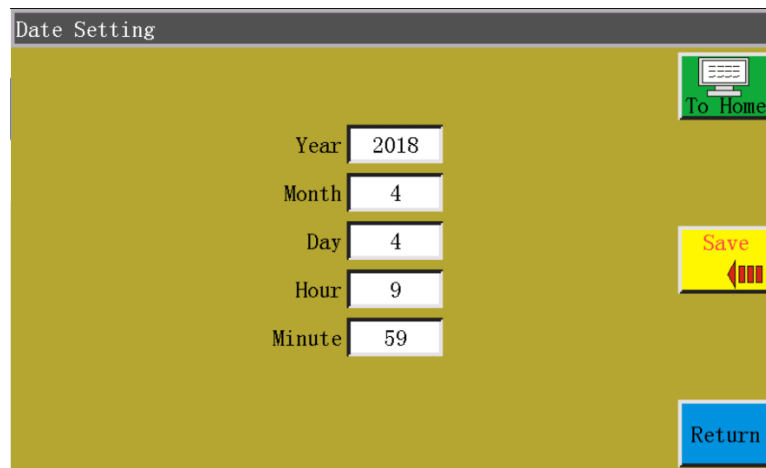 Date Setting
To Home
Year 2018
Month 4
Day 4
Hour 9
Minute 59
Save
Return